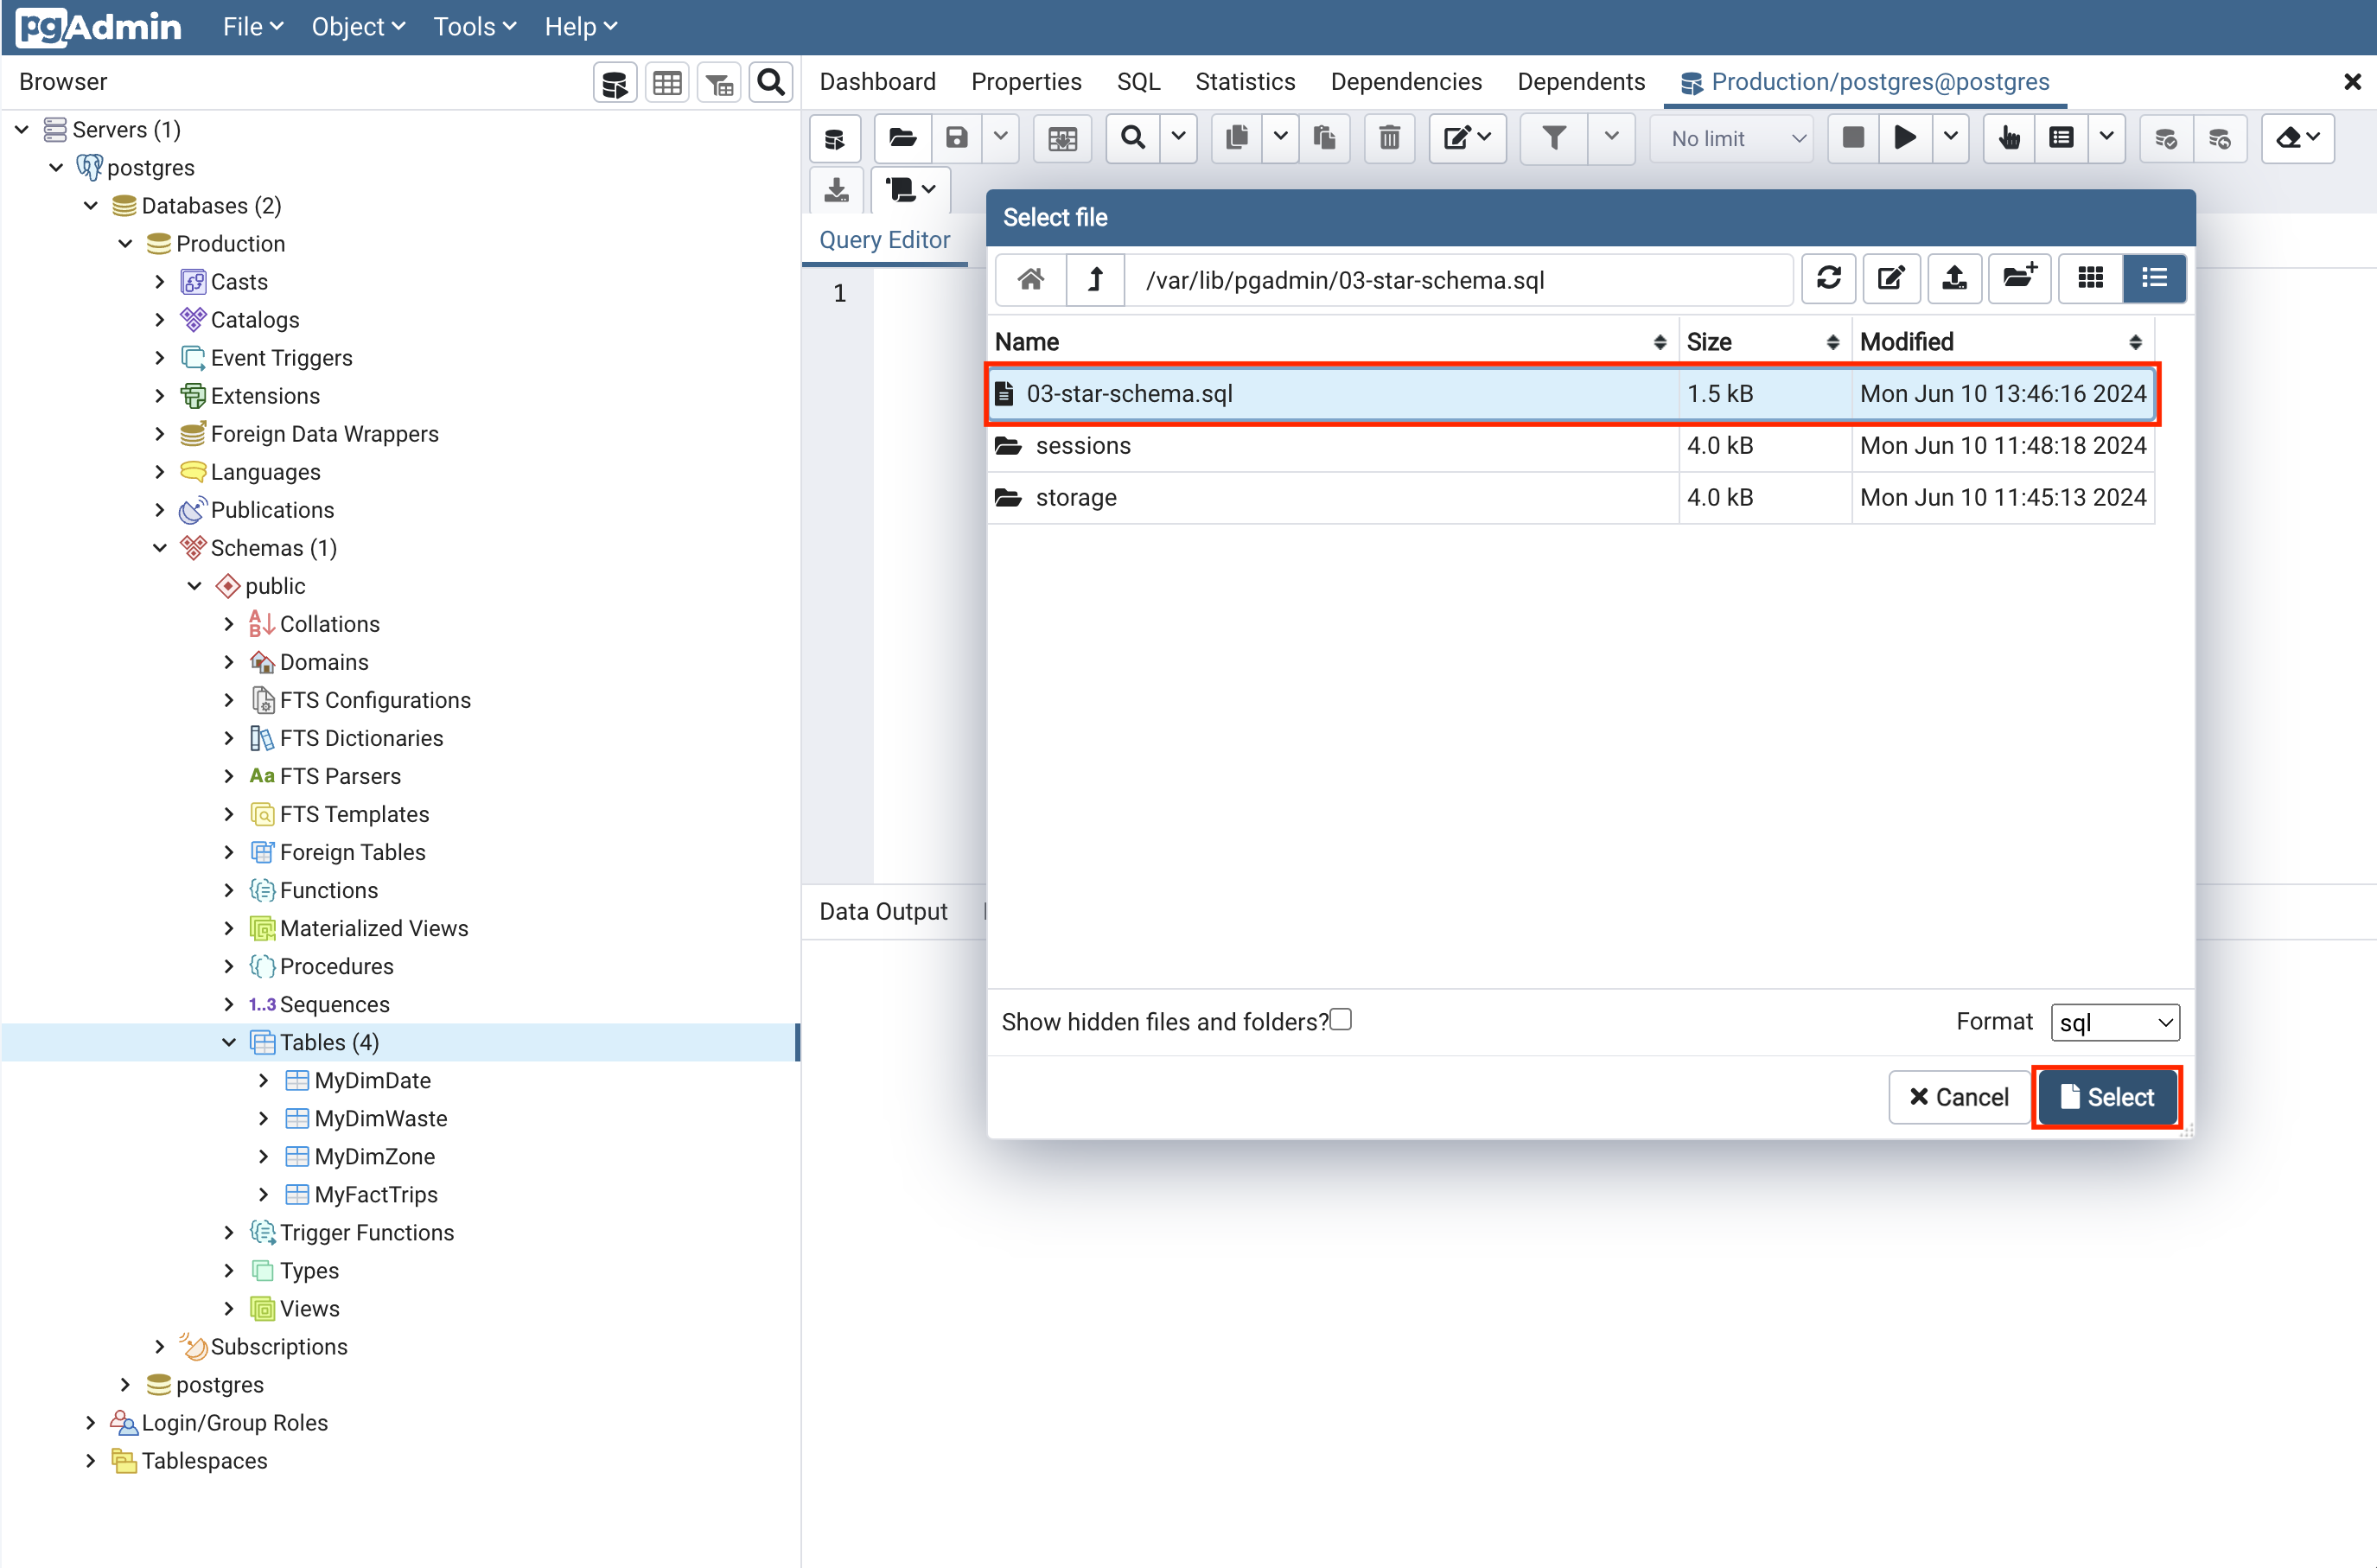 pgAdmin File Object Tools Help
Browser
Dashboard Properties SQL Statistics Dependencies Dependents Production/postgres@postgres
No limit
Servers (1)
postgres
Databases (2)
Production
Casts
Catalogs
Event Triggers
Extensions
Foreign Data Wrappers
Languages
Publications
Schemas (1)
public
Collations
Domains
FTS Configurations
FTS Dictionaries
Aa FTS Parsers
FTS Templates
Foreign Tables
Functions
Materialized Views
Procedures
1..3 Sequences
Tables (4)
MyDimDate
MyDimWaste
MyDimZone
MyFactTrips
Trigger Functions
Types
Views
Subscriptions
postgres
Login/Group Roles
Tablespaces
Query Editor
1
Data Output
Select file
/var/lib/pgadmin/03-star-schema.sql
Name Size Modified
03-star-schema.sql 1.5 kB Mon Jun 10 13:46:16 2024
sessions 4.0 kB Mon Jun 10 11:48:18 2024
storage 4.0 kB Mon Jun 10 11:45:13 2024
Show hidden files and folders? Format sql
Cancel Select